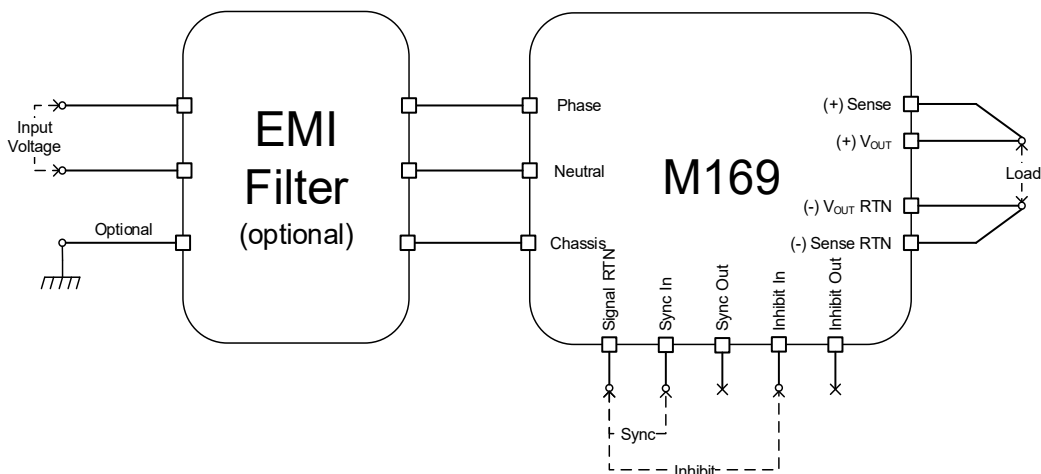 Input
Voltage
Optional
EMI
Filter
(optional)
Phase
Neutral
Chassis
M169
(+) Sense
(+) VOUT
(-) VOUT RTN
(-) Sense RTN
Load
Signal RTN
Sync In
Sync Out
Inhibit In
Inhibit Out
Sync
Inhibit